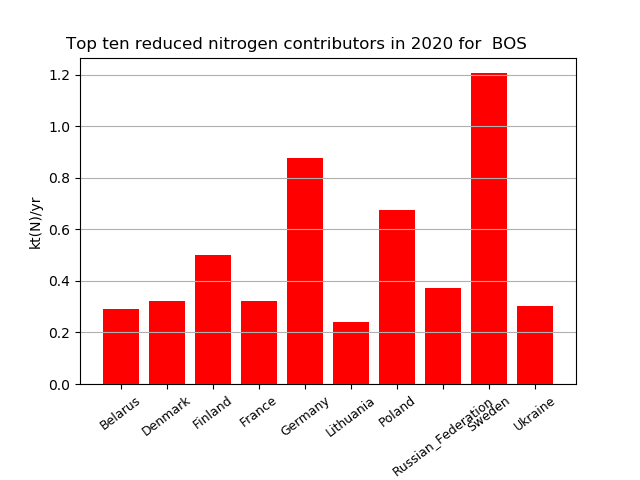 Top ten reduced nitrogen contributors in 2020 for  BOS
kt(N)/yr
1.2
1.0
0.8
0.6
0.4
0.2
0.0
Belarus
Denmark
Finland
France
Germany
Lithuania
Poland
Russian_Federation
Sweden
Ukraine